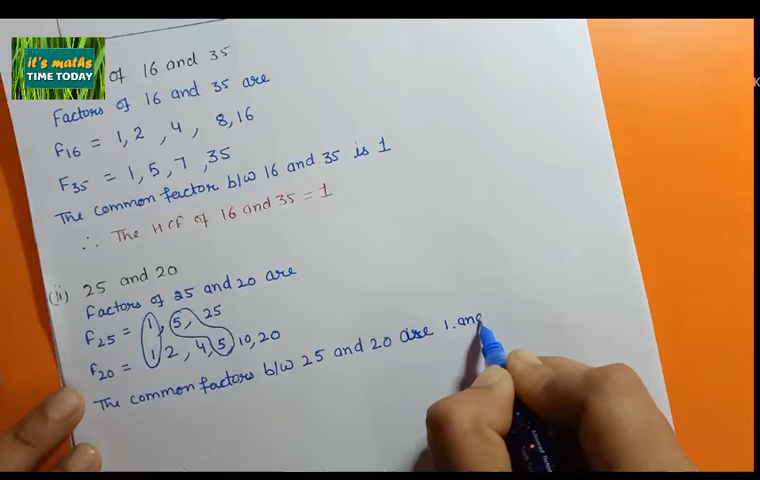 it's maths
TIME TODAY
of 16 and 35
Factors of 16 and 35 are
F16 = 1, 2 , 4 , 8, 16
F35 = 1, 5, 7 , 35
The common factor b/w 16 and 35 is 1
∴ The HCF of 16 and 35 = 1
(ii) 25 and 20
Factors of 25 and 20 are
F25 = 1, 5, 25
F20 = 1 2 , 4, 5, 10, 20
The common factors b/w 25 and 20 are 1. and